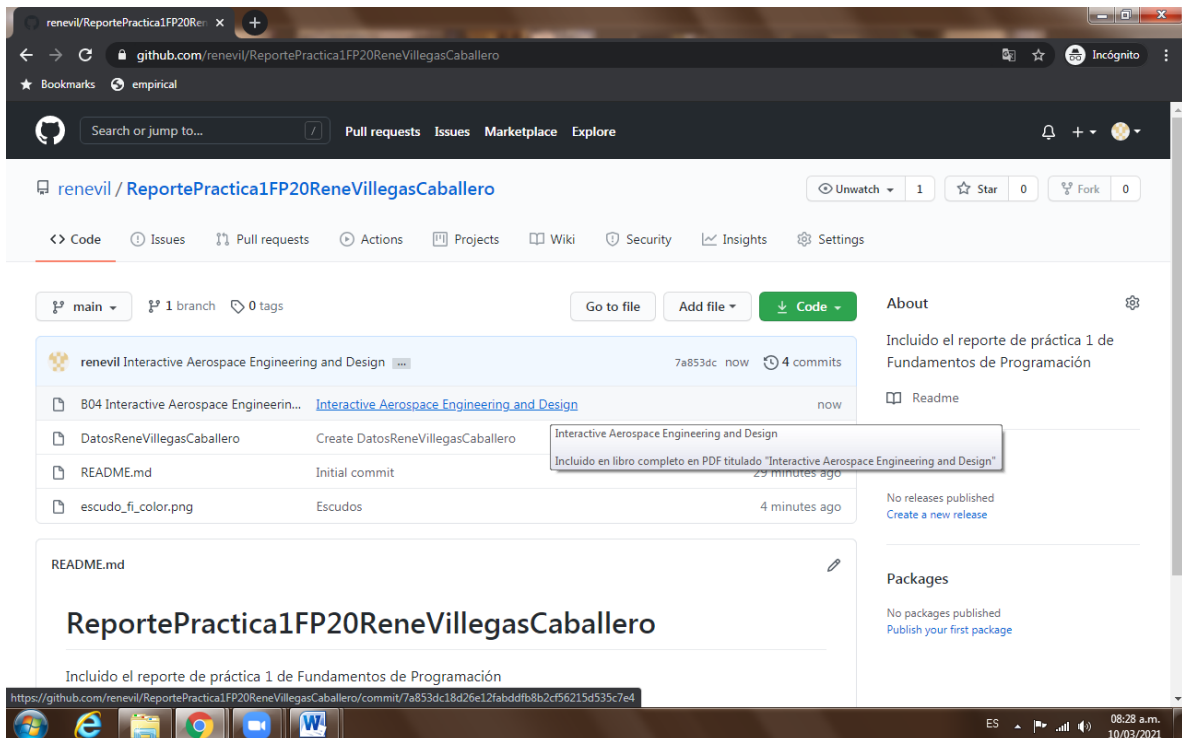 renevil/ReportePractica1FP20Ren
github.com/renevil/ReportePractica1FP20ReneVillegasCaballero
Incógnito
Bookmarks empirical
Search or jump to... /
Pull requests Issues Marketplace Explore
renevil / ReportePractica1FP20ReneVillegasCaballero
Unwatch 1 Star 0 Fork 0
Code Issues Pull requests Actions Projects Wiki Security Insights Settings
main 1 branch 0 tags Go to file Add file Code
renevil Interactive Aerospace Engineering and Design ... 7a853dc now 4 commits
B04 Interactive Aerospace Engineerin... Interactive Aerospace Engineering and Design now
DatosReneVillegasCaballero Create DatosReneVillegasCaballero
README.md Initial commit 29 minutes ago
escudo_fi_color.png Escudos 4 minutes ago
Interactive Aerospace Engineering and Design
Incluido en libro completo en PDF titulado "Interactive Aerospace Engineering and Design"
README.md
ReportePractica1FP20ReneVillegasCaballero
Incluido el reporte de práctica 1 de Fundamentos de Programación
About
Incluido el reporte de práctica 1 de
Fundamentos de Programación
Readme
No releases published
Create a new release
Packages
No packages published
Publish your first package
https://github.com/renevil/ReportePractica1FP20ReneVillegasCaballero/commit/7a853dc18d26e12fabddfb8b2cf56215d535c7e4
W
ES
08:28 a.m.
10/03/2021